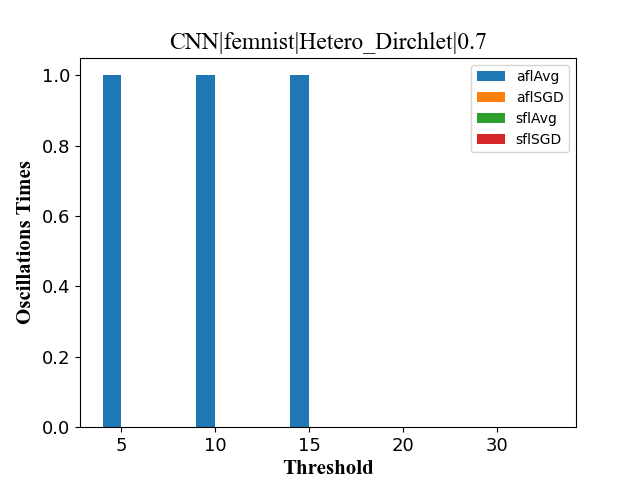 CNN|femnist|Hetero_Dirchlet|0.7
aflAvg
aflSGD
sflAvg
sflSGD
1.0
0.8
0.6
0.4
0.2
0.0
Oscillations Times
5 10 15 20 30
Threshold